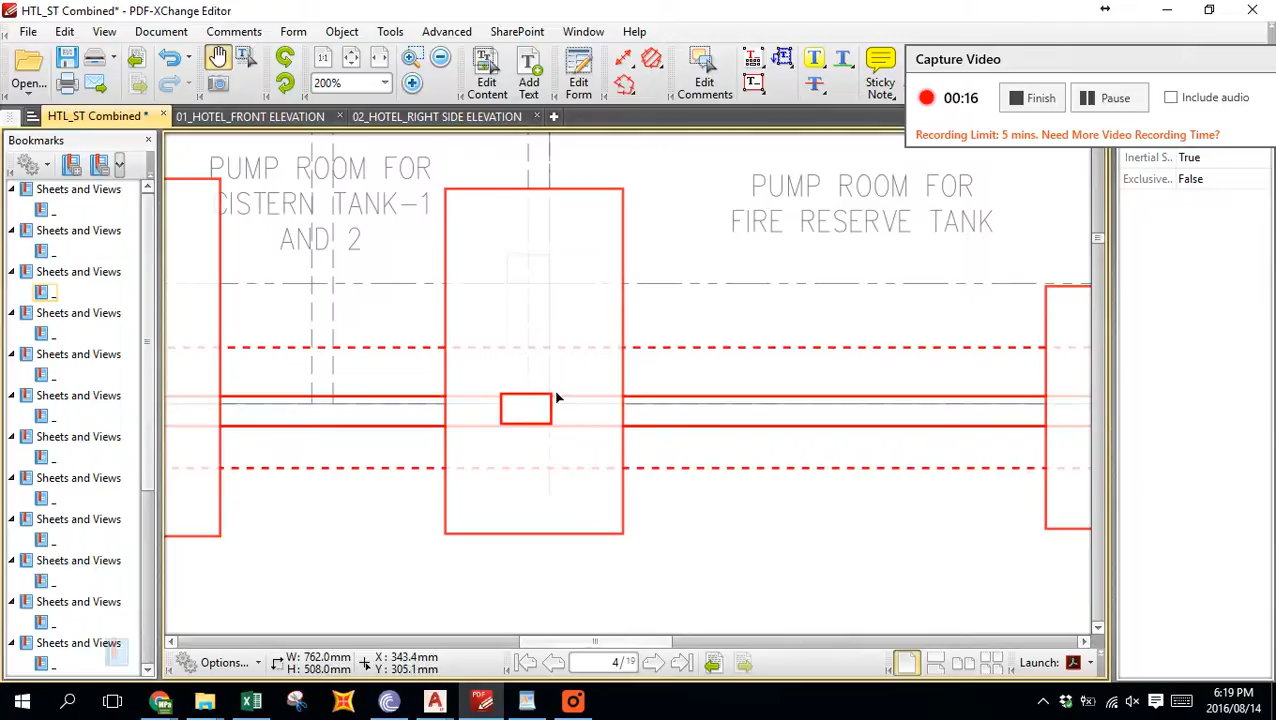 HTL_ST Combined* - PDF-XChange Editor
File Edit View Document Comments Form Object Tools Advanced SharePoint Window Help
Open...
200%
Edit Content
Add Text
Edit Form
Edit Comments
Sticky Note
Capture Video
00:16 Finish Pause Include audio
Recording Limit: 5 mins. Need More Video Recording Time?
HTL_ST Combined * 01_HOTEL_FRONT ELEVATION 02_HOTEL_RIGHT SIDE ELEVATION
Bookmarks
Inertial S... True
Exclusive... False
Sheets and Views
_
Sheets and Views
_
Sheets and Views
_
Sheets and Views
_
Sheets and Views
_
Sheets and Views
_
Sheets and Views
_
Sheets and Views
_
Sheets and Views
_
Sheets and Views
_
Sheets and Views
_
Sheets and Views
_
PUMP ROOM FOR
CISTERN TANK-1
AND 2
PUMP ROOM FOR
FIRE RESERVE TANK
Options...
W: 762.0mm
H: 508.0mm
X: 333.4mm
Y: 305.1mm
4 / 19
Launch:
343
6:19 PM
2016/08/14